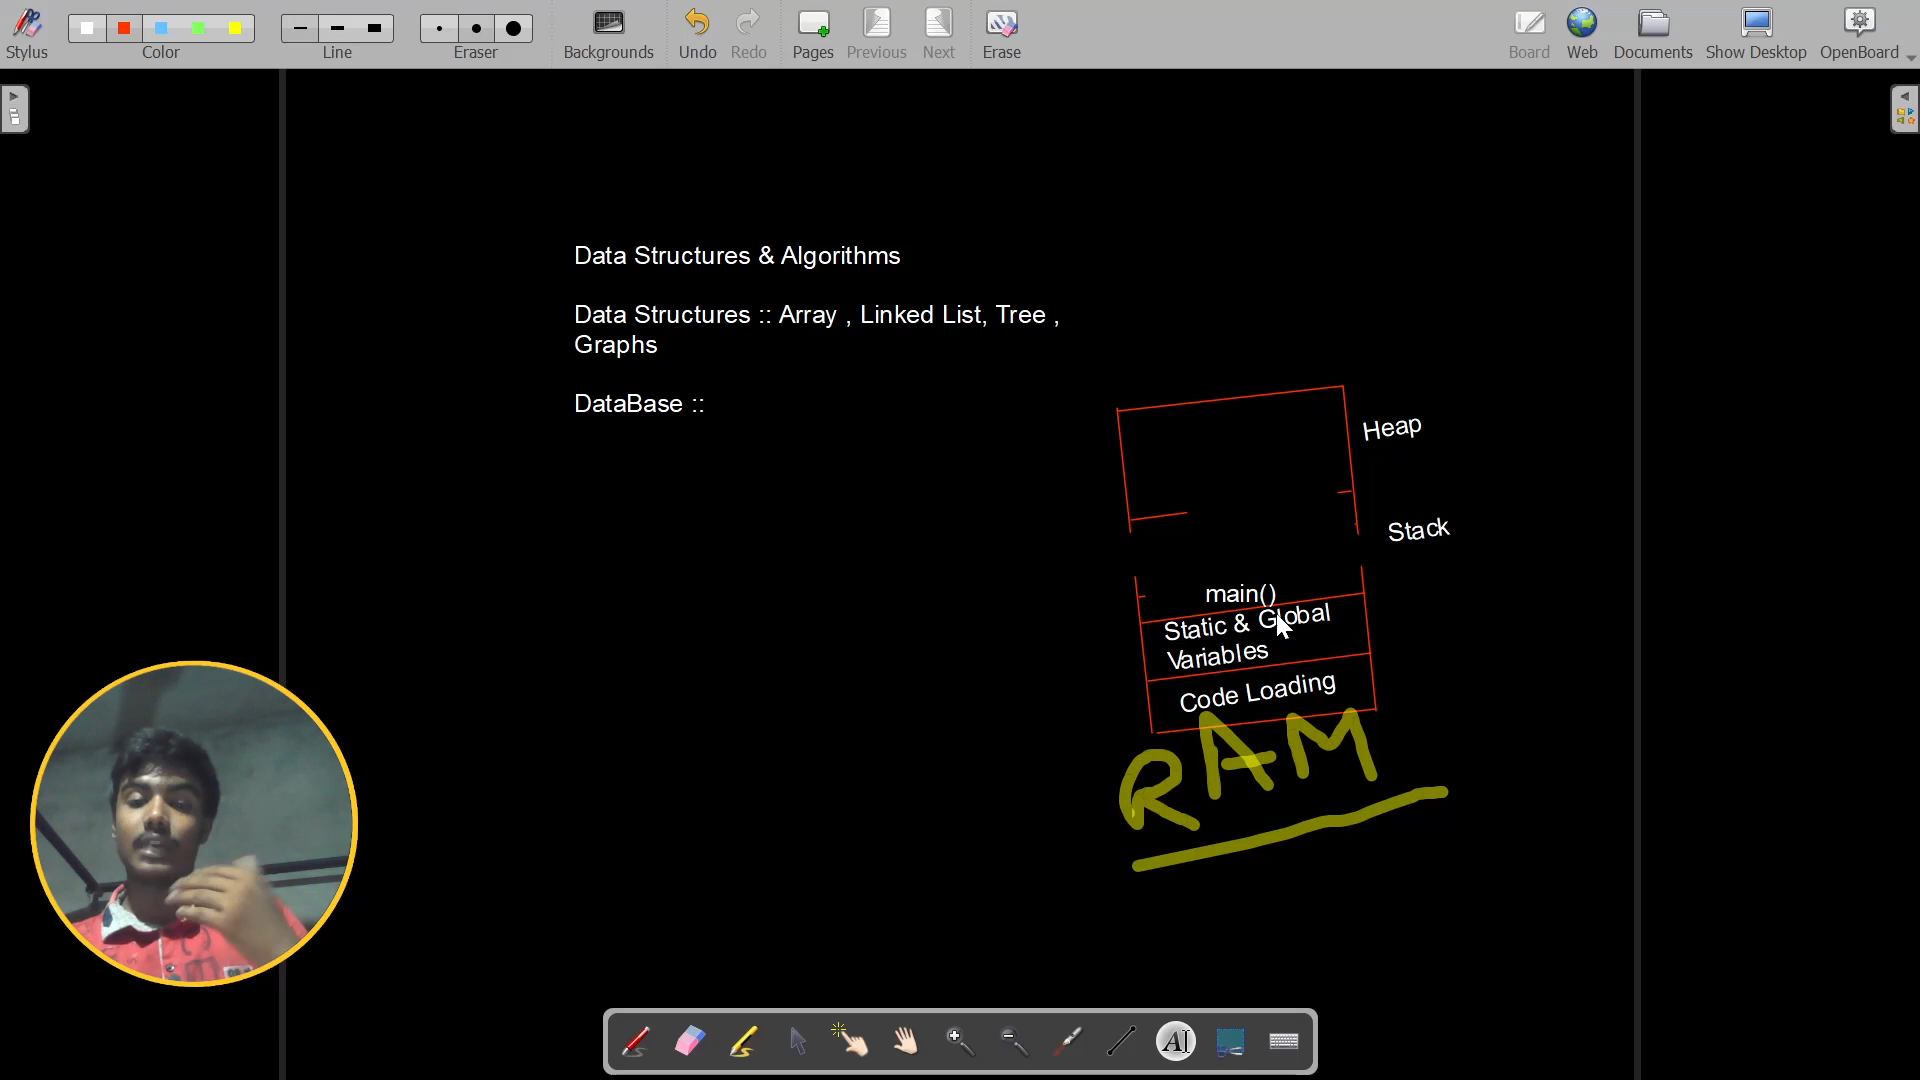 Stylus
Color
Line
Eraser
Backgrounds
Undo
Redo
Pages
Previous
Next
Erase
Board
Web
Documents
Show Desktop
OpenBoard
Data Structures & Algorithms
Data Structures :: Array , Linked List, Tree ,
Graphs
DataBase ::
Heap
Stack
main()
Static & Global
Variables
Code Loading
RAM
AI